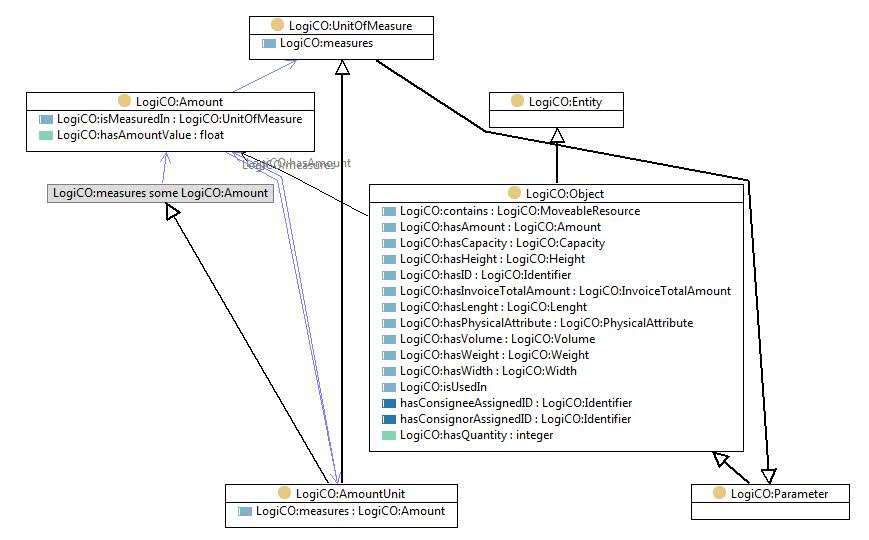 LogiCO:UnitOfMeasure
LogiCO:measures
LogiCO:Amount
LogiCO:isMeasuredIn : LogiCO:UnitOfMeasure
LogiCO:hasAmountValue : float
LogiCO:Entity
LogiCO:hasAmount
LogiCO:measures
LogiCO:measures some LogiCO:Amount
LogiCO:Object
LogiCO:contains : LogiCO:MoveableResource
LogiCO:hasAmount : LogiCO:Amount
LogiCO:hasCapacity : LogiCO:Capacity
LogiCO:hasHeight : LogiCO:Height
LogiCO:hasID : LogiCO:Identifier
LogiCO:hasInvoiceTotalAmount : LogiCO:InvoiceTotalAmount
LogiCO:hasLenght : LogiCO:Lenght
LogiCO:hasPhysicalAttribute : LogiCO:PhysicalAttribute
LogiCO:hasVolume : LogiCO:Volume
LogiCO:hasWeight : LogiCO:Weight
LogiCO:hasWidth : LogiCO:Width
LogiCO:isUsedIn
hasConsigneeAssignedID : LogiCO:Identifier
hasConsignorAssignedID : LogiCO:Identifier
LogiCO:hasQuantity : integer
LogiCO:AmountUnit
LogiCO:measures : LogiCO:Amount
LogiCO:Parameter